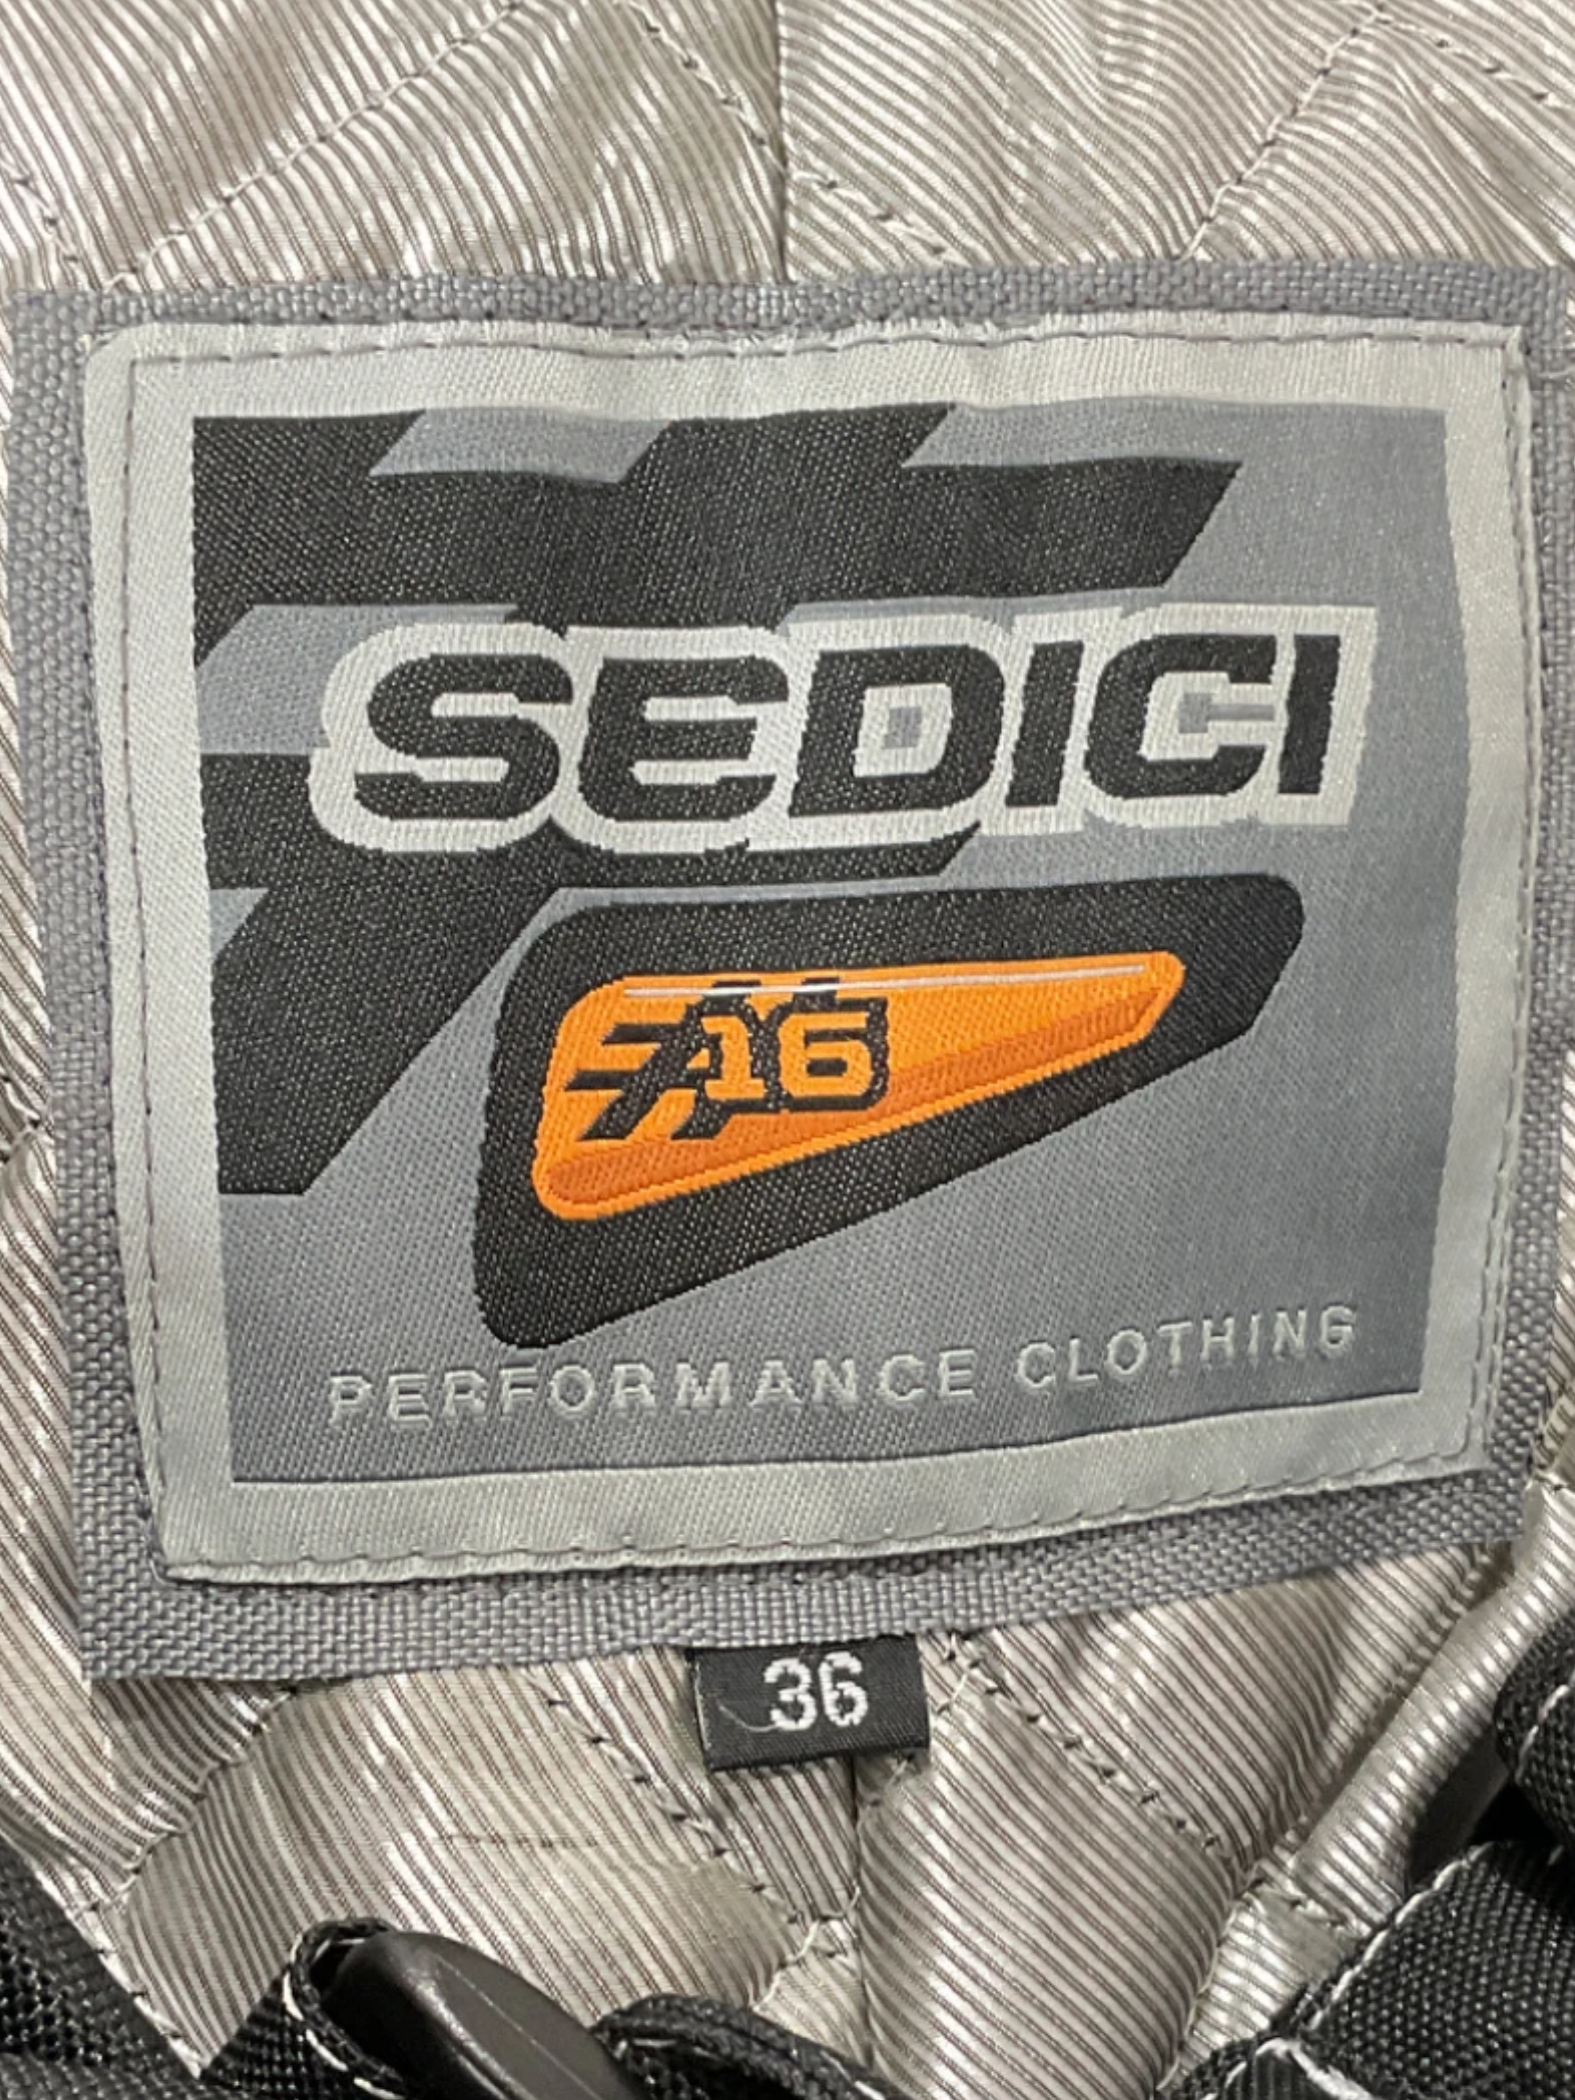 SEDICI
16
PERFORMANCE CLOTHING
36